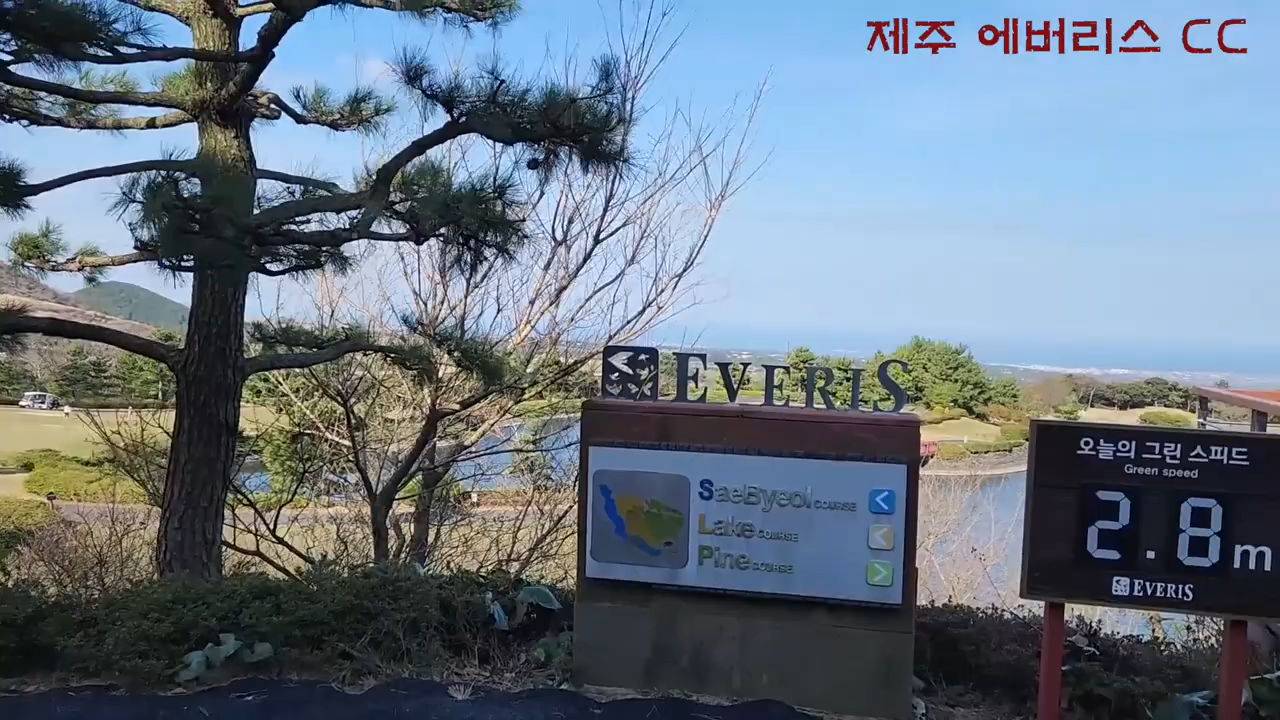 제주 에버리스 CC
EVERIS
SaeByeol COURSE
Lake COURSE
Pine COURSE
오늘의 그린 스피드
Green speed
2.8m
EVERIS